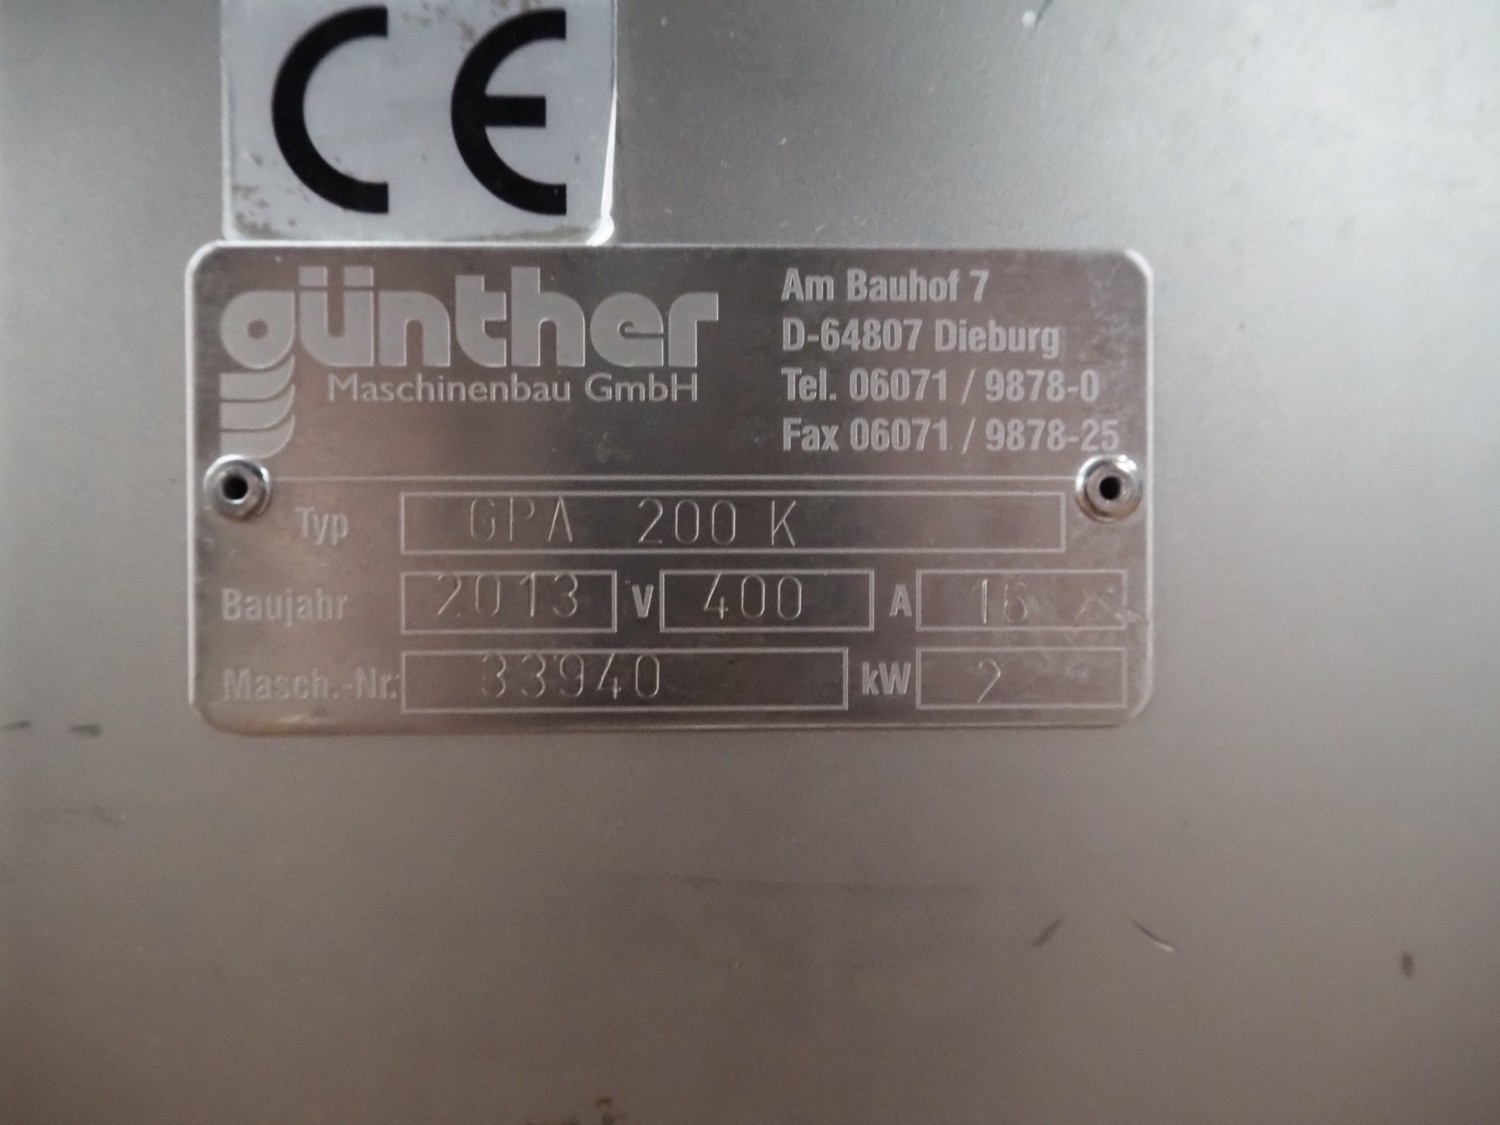 CE
günther
Maschinenbau GmbH
Am Bauhof 7
D-64807 Dieburg
Tel. 06071 / 9878-0
Fax 06071 / 9878-25
Typ GPA 200 K
Baujahr 2013 V 400 A 16
Masch.-Nr. 33940 kW 2